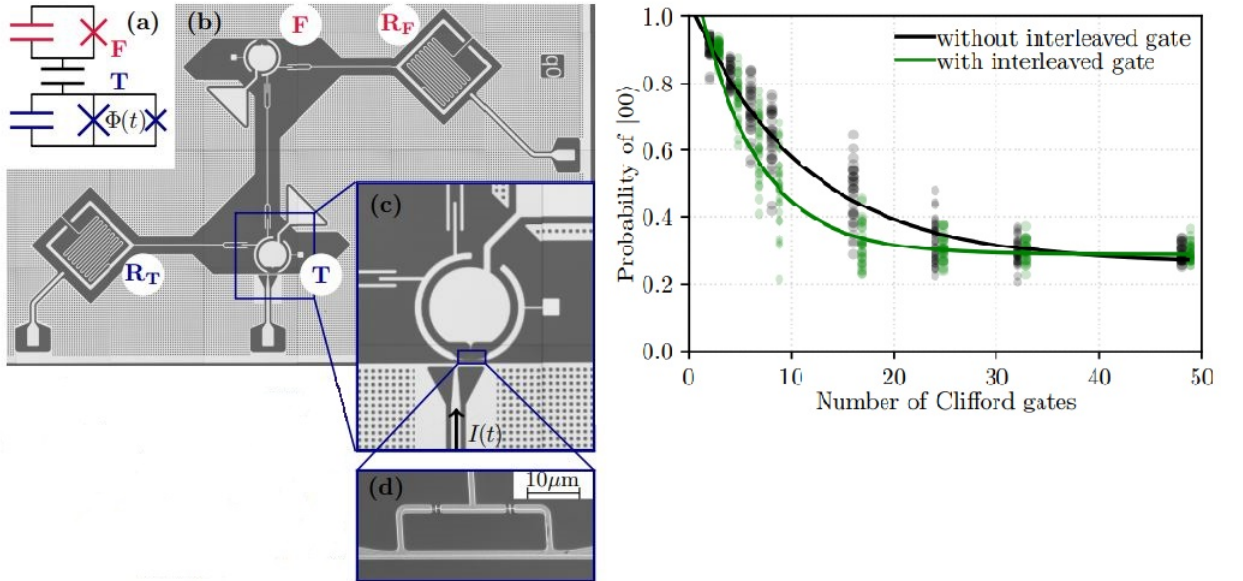 (a)
F
T
Φ(t)
(b)
F
R_F
q0
R_T
T
(c)
I(t)
(d)
10μm
Probability of |00⟩
1.0
0.8
0.6
0.4
0.2
0.0
without interleaved gate
with interleaved gate
0 10 20 30 40 50
Number of Clifford gates